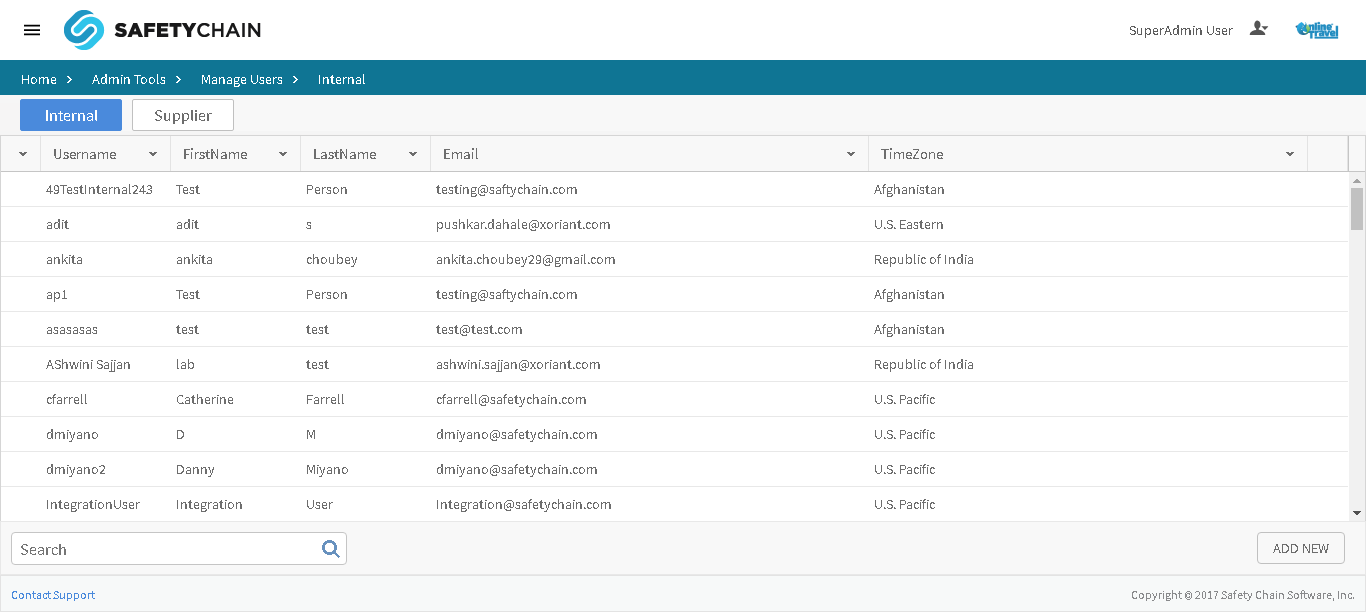 SAFETYCHAIN
SuperAdmin User
Online Travel
Home Admin Tools Manage Users Internal
Internal Supplier
Username FirstName LastName Email TimeZone
49TestInternal243 Test Person testing@saftychain.com Afghanistan
adit adit s pushkar.dahale@xoriant.com U.S. Eastern
ankita ankita choubey ankita.choubey29@gmail.com Republic of India
ap1 Test Person testing@saftychain.com Afghanistan
asasasas test test test@test.com Afghanistan
AShwini Sajjan lab test ashwini.sajjan@xoriant.com Republic of India
cfarrell Catherine Farrell cfarrell@safetychain.com U.S. Pacific
dmiyano D M dmiyano@safetychain.com U.S. Pacific
dmiyano2 Danny Miyano dmiyano@safetychain.com U.S. Pacific
IntegrationUser Integration User Integration@safetychain.com U.S. Pacific
Search
ADD NEW
Contact Support
Copyright © 2017 Safety Chain Software, Inc.